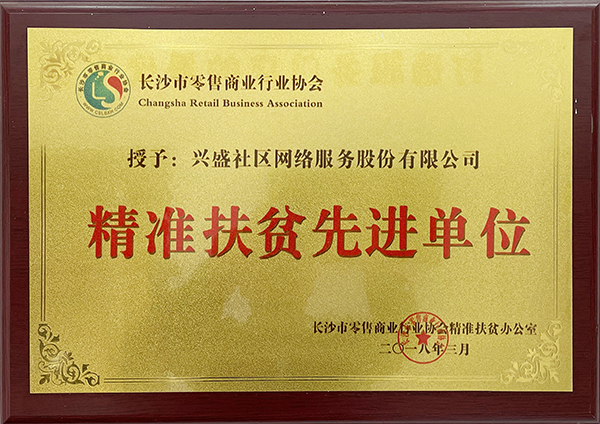 长沙市零售商业行业协会
Changsha Retail Business Association
授予：兴盛社区网络服务股份有限公司
精准扶贫先进单位
长沙市零售商业行业协会精准扶贫办公室
二〇一八年三月